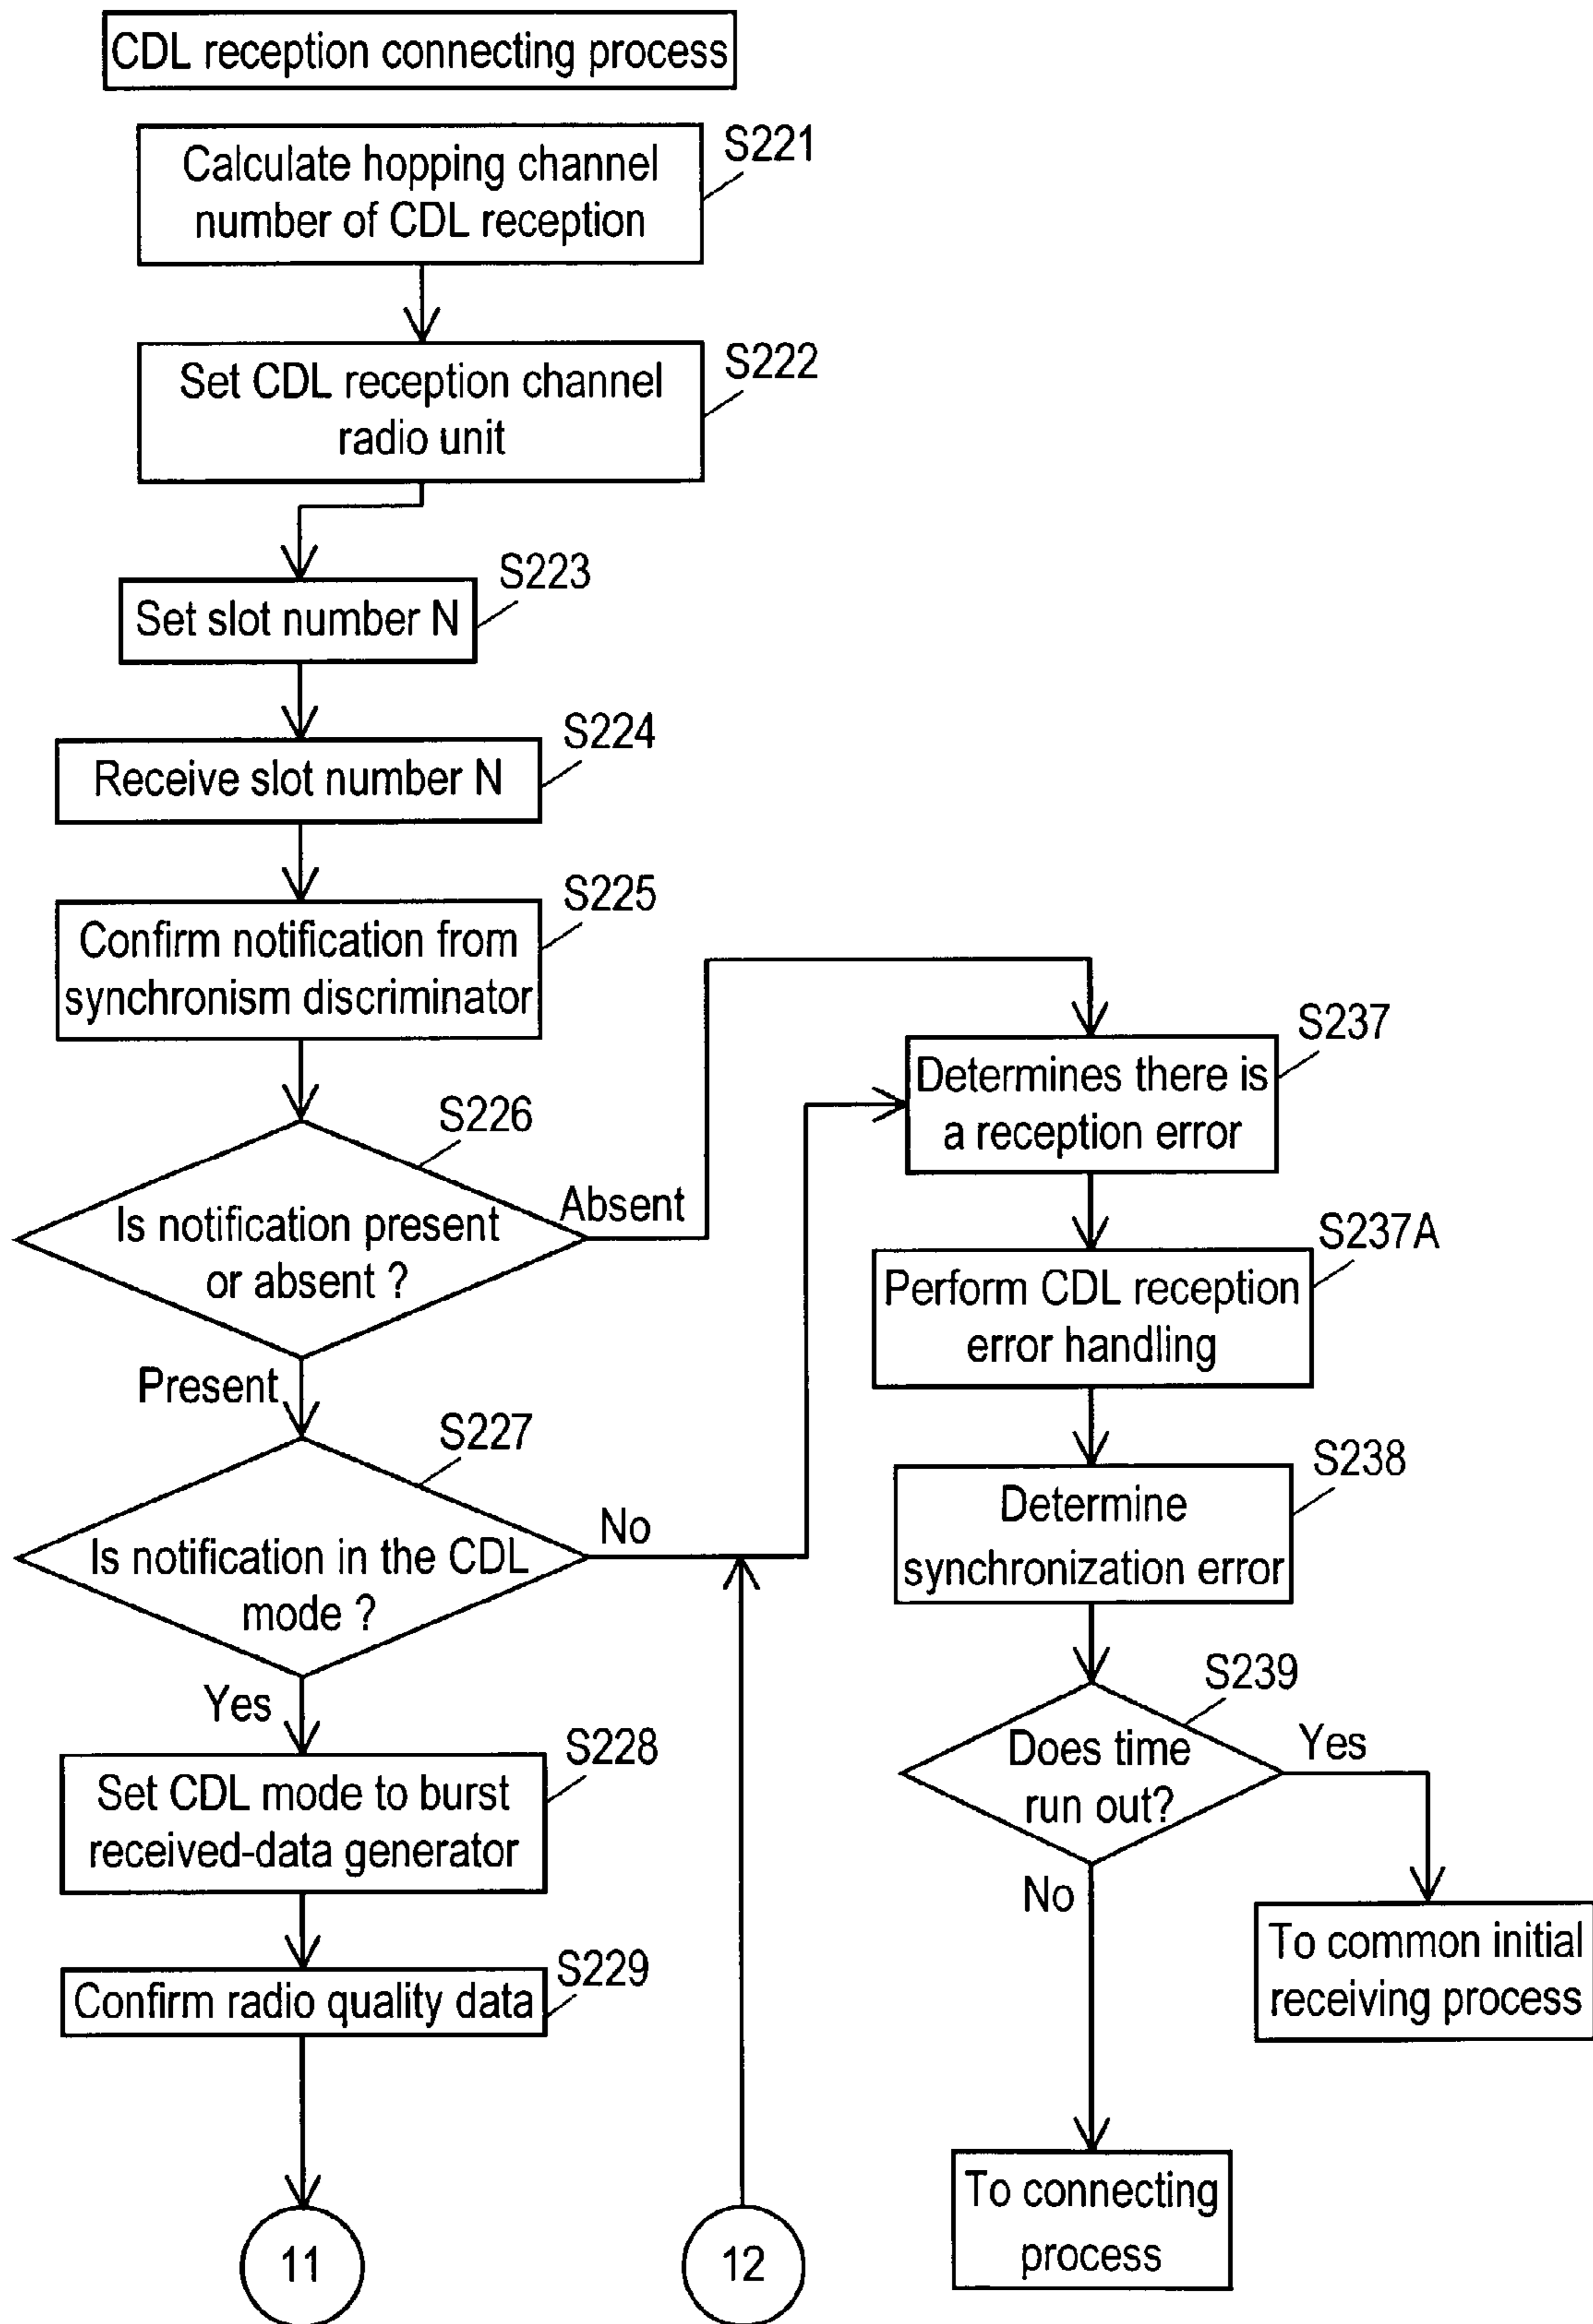 CDL reception connecting process
S221
Calculate hopping channel
number of CDL reception
S222
Set CDL reception channel
radio unit
S223
Set slot number N
S224
Receive slot number N
S225
Confirm notification from
synchronism discriminator
S226
Is notification present
or absent ?
Absent
Present
S227
Is notification in the CDL
mode ?
No
Yes
S228
Set CDL mode to burst
received-data generator
S229
Confirm radio quality data
11
12
S237
Determines there is
a reception error
S237A
Perform CDL reception
error handling
S238
Determine
synchronization error
S239
Does time
run out?
Yes
No
To common initial
receiving process
To connecting
process